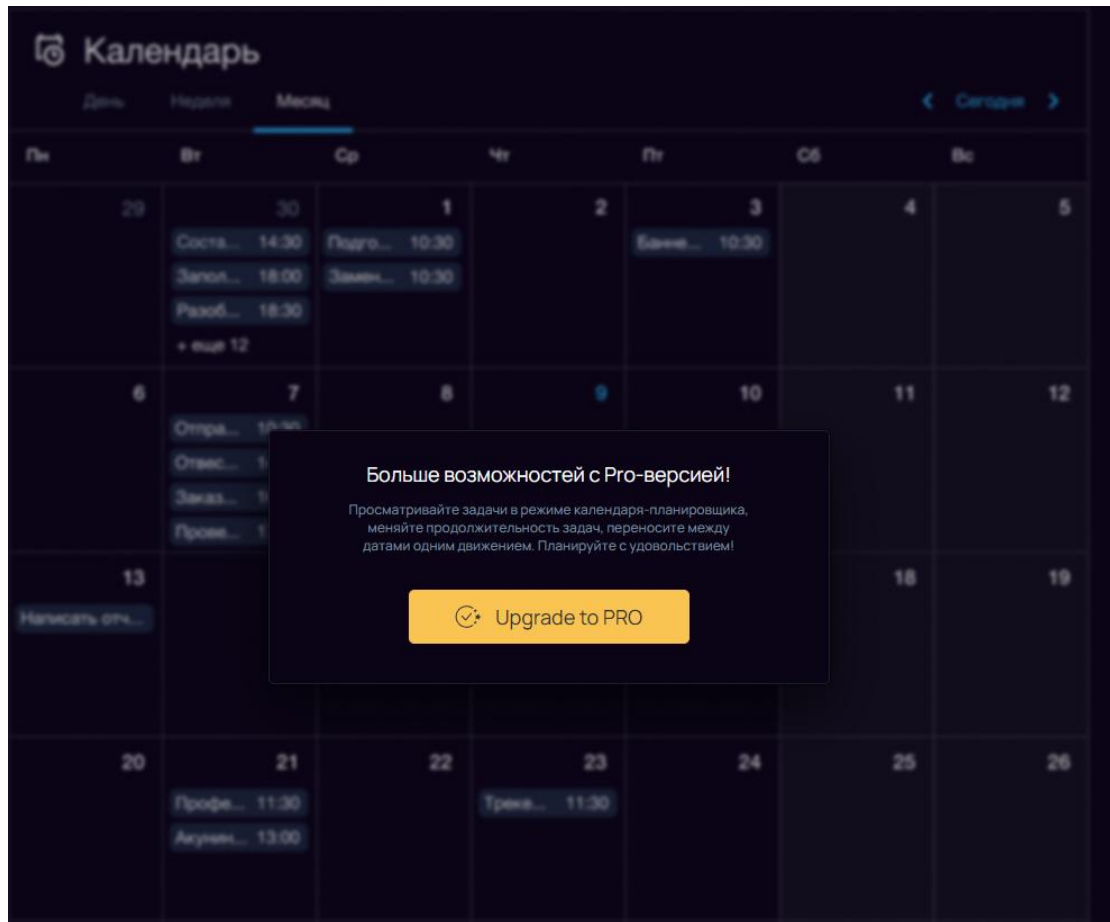 Календарь
День Неделя Месяц Сегодня
Пн Вт Ср Чт Пт Сб Вс
29 30 1 2 3 4 5
Соста... 14:30 Подго... 10:30 Банне... 10:30
Запол... 18:00 Замен... 10:30
Разоб... 18:30
+ еще 12
6 7 8 9 10 11 12
Отпра... 10:30
Ответ...
Заказ...
Прове...
Больше возможностей с Pro-версией!
Просматривайте задачи в режиме календаря-планировщика,
меняйте продолжительность задач, переносите между
датами одним движением. Планируйте с удовольствием!
Upgrade to PRO
13 18 19
Написать отч...
20 21 22 23 24 25 26
Профе... 11:30 Треке... 11:30
Акунин... 13:00